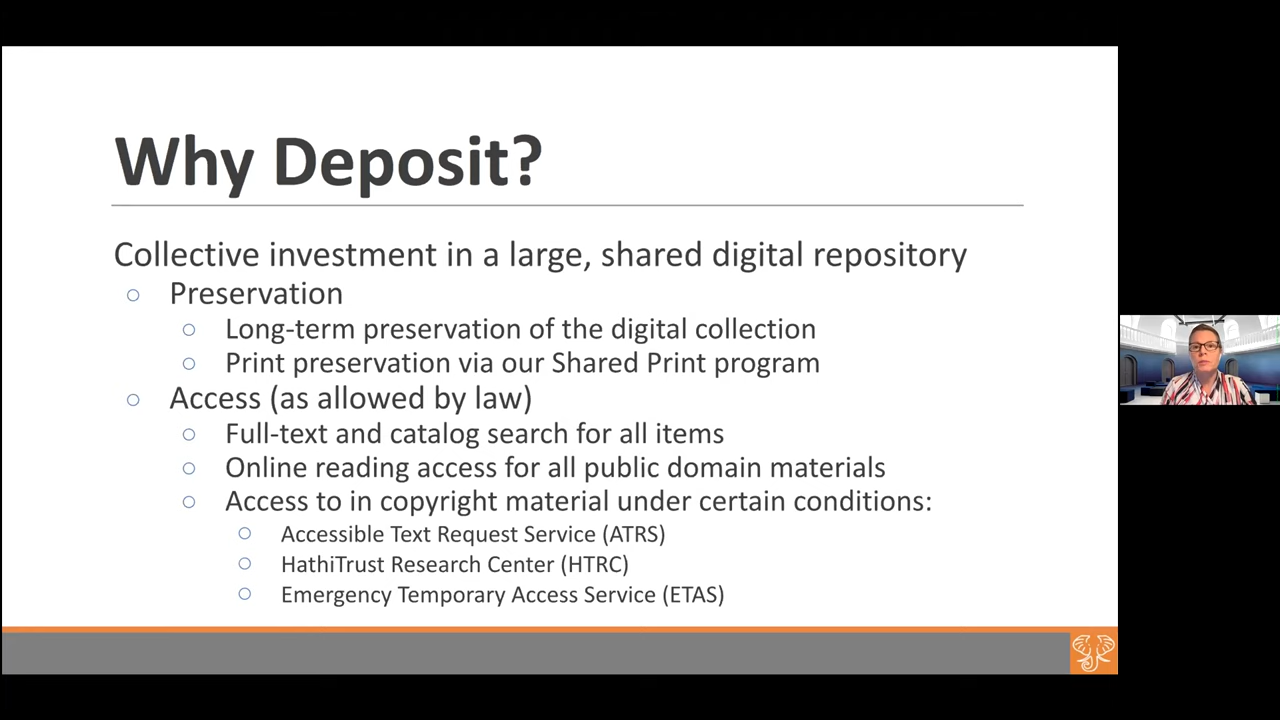 Why Deposit?
Collective investment in a large, shared digital repository
Preservation
Long-term preservation of the digital collection
Print preservation via our Shared Print program
Access (as allowed by law)
Full-text and catalog search for all items
Online reading access for all public domain materials
Access to in copyright material under certain conditions:
Accessible Text Request Service (ATRS)
HathiTrust Research Center (HTRC)
Emergency Temporary Access Service (ETAS)